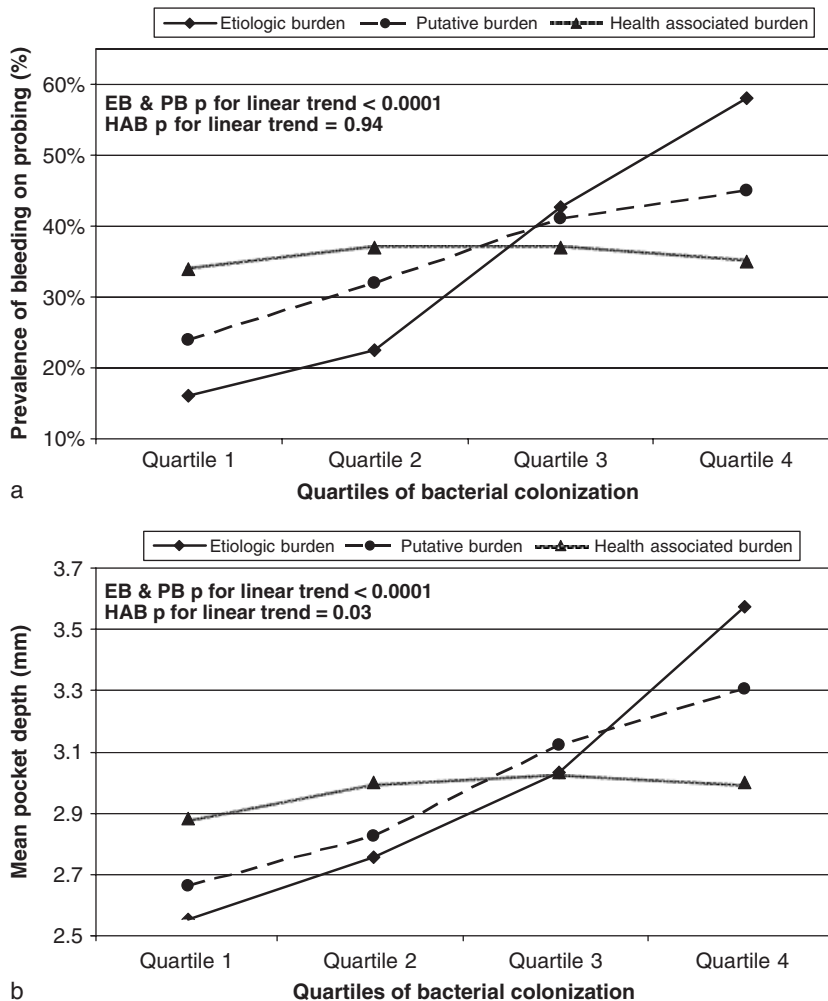 Etiologic burden Putative burden Health associated burden
Prevalence of bleeding on probing (%)
60%
50%
40%
30%
20%
10%
EB & PB p for linear trend < 0.0001
HAB p for linear trend = 0.94
Quartile 1 Quartile 2 Quartile 3 Quartile 4
a
Quartiles of bacterial colonization
Etiologic burden Putative burden Health associated burden
Mean pocket depth (mm)
3.7
3.5
3.3
3.1
2.9
2.7
2.5
EB & PB p for linear trend < 0.0001
HAB p for linear trend = 0.03
Quartile 1 Quartile 2 Quartile 3 Quartile 4
b
Quartiles of bacterial colonization